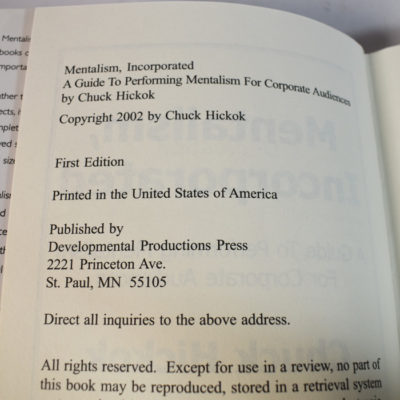 Mentalism, Incorporated
A Guide To Performing Mentalism For Corporate Audiences
by Chuck Hickok
Copyright 2002 by Chuck Hickok
First Edition
Printed in the United States of America
Published by
Developmental Productions Press
2221 Princeton Ave.
St. Paul, MN 55105
Direct all inquiries to the above address.
All rights reserved. Except for use in a review, no part of
this book may be reproduced, stored in a retrieval system